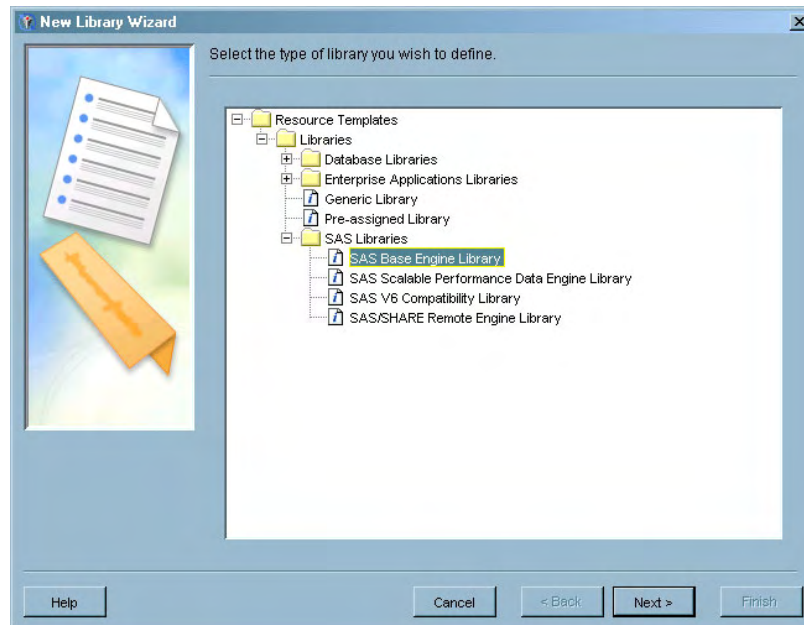 New Library Wizard
Select the type of library you wish to define.
Resource Templates
Libraries
Database Libraries
Enterprise Applications Libraries
Generic Library
Pre-assigned Library
SAS Libraries
SAS Base Engine Library
SAS Scalable Performance Data Engine Library
SAS V6 Compatibility Library
SAS/SHARE Remote Engine Library
Help Cancel < Back Next > Finish